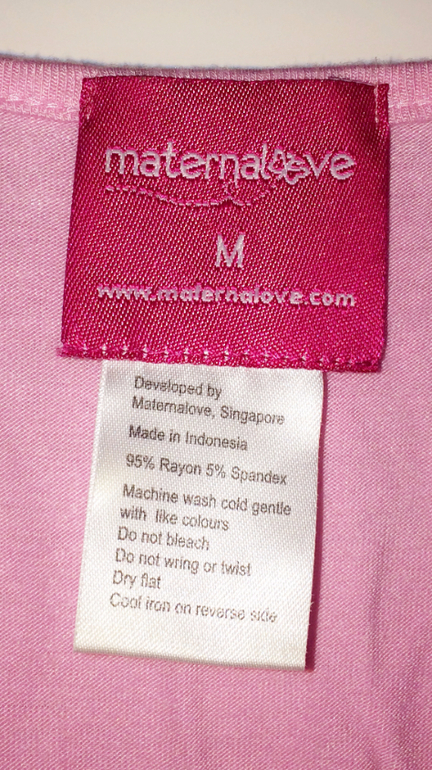 maternalove
M
www.maternalove.com
Developed by
Maternalove, Singapore
Made in Indonesia
95% Rayon 5% Spandex
Machine wash cold gentle
with like colours
Do not bleach
Do not wring or twist
Dry flat
Cool iron on reverse side